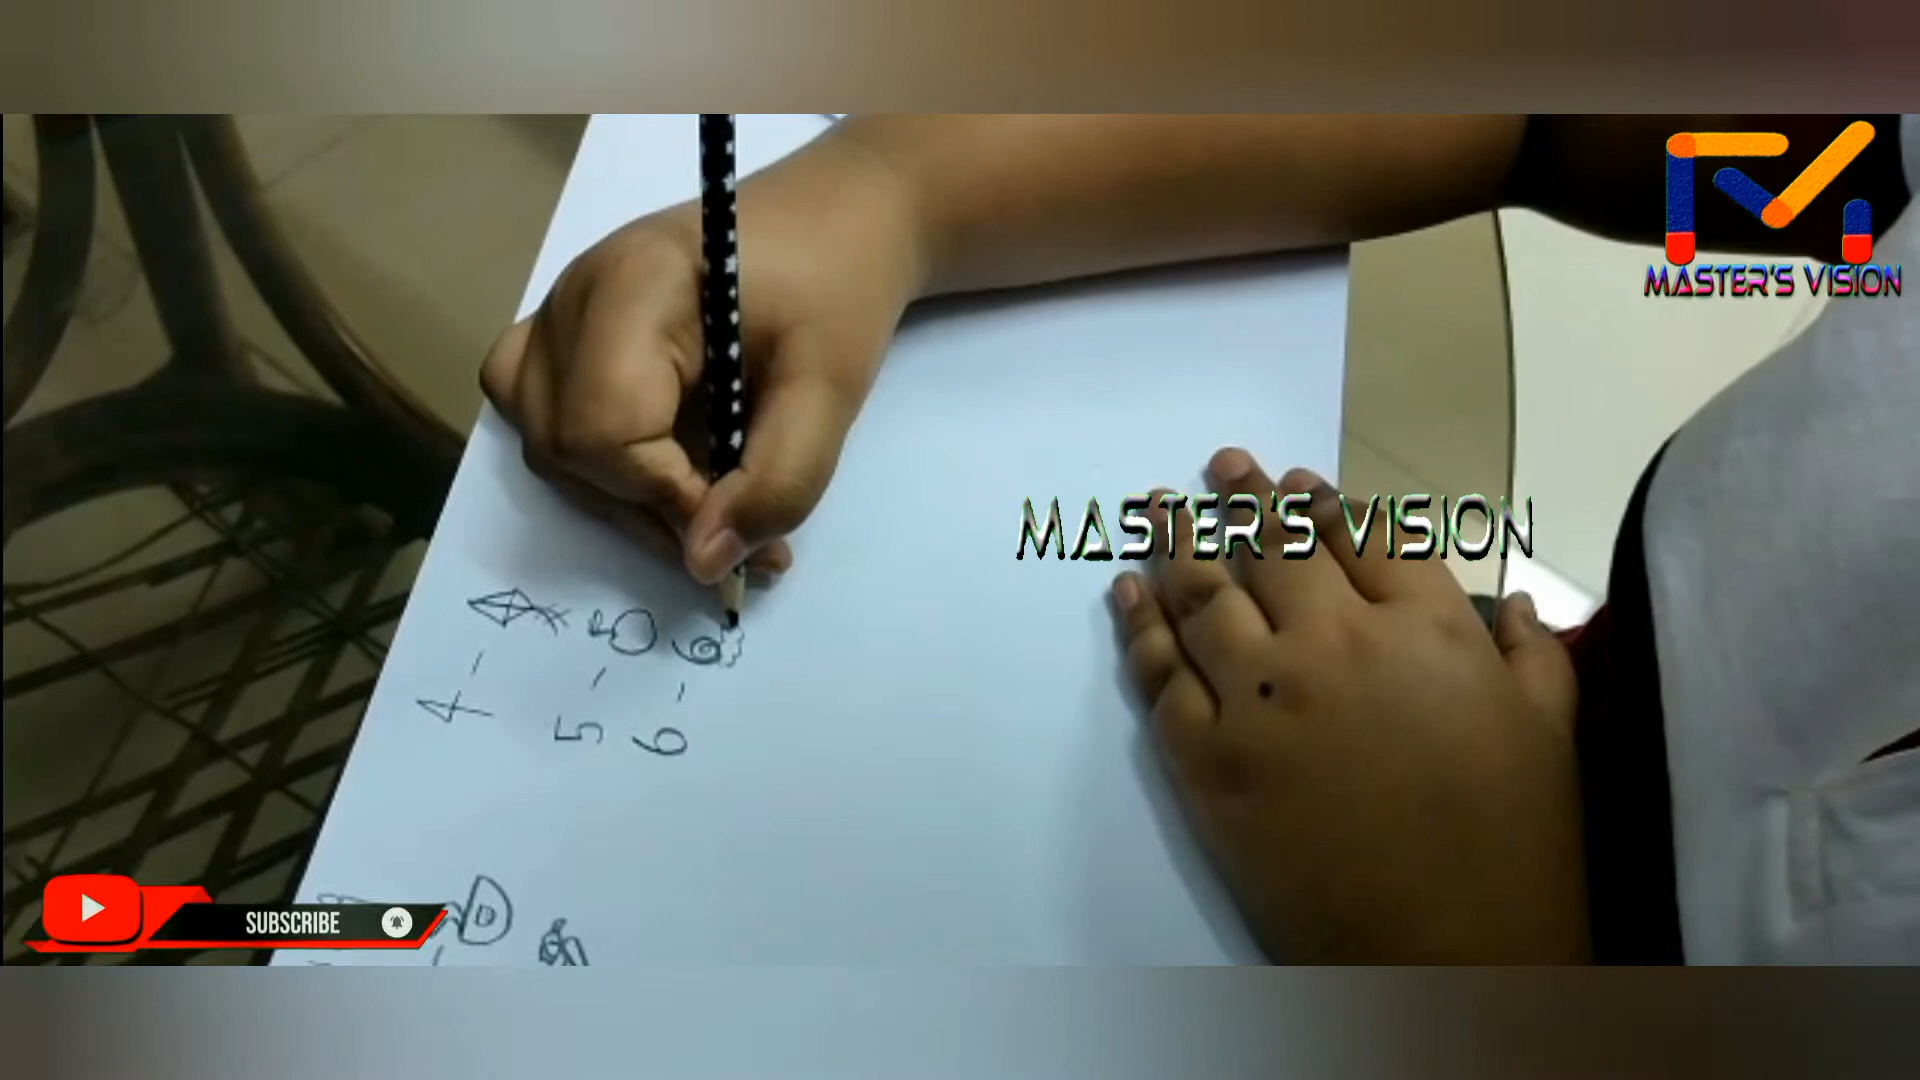 MASTER'S VISION
MASTER'S VISION
4 -
5 -
6 -
SUBSCRIBE